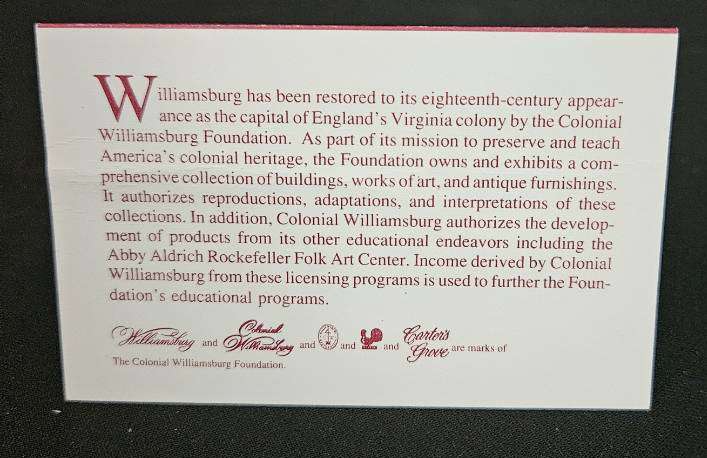 Williamsburg has been restored to its eighteenth-century appear-
ance as the capital of England's Virginia colony by the Colonial
Williamsburg Foundation. As part of its mission to preserve and teach
America's colonial heritage, the Foundation owns and exhibits a com-
prehensive collection of buildings, works of art, and antique furnishings.
It authorizes reproductions, adaptations, and interpretations of these
collections. In addition, Colonial Williamsburg authorizes the develop-
ment of products from its other educational endeavors including the
Abby Aldrich Rockefeller Folk Art Center. Income derived by Colonial
Williamsburg from these licensing programs is used to further the Foun-
dation's educational programs.
Williamsburg and Colonial Williamsburg and and and Carter's Grove are marks of
The Colonial Williamsburg Foundation.